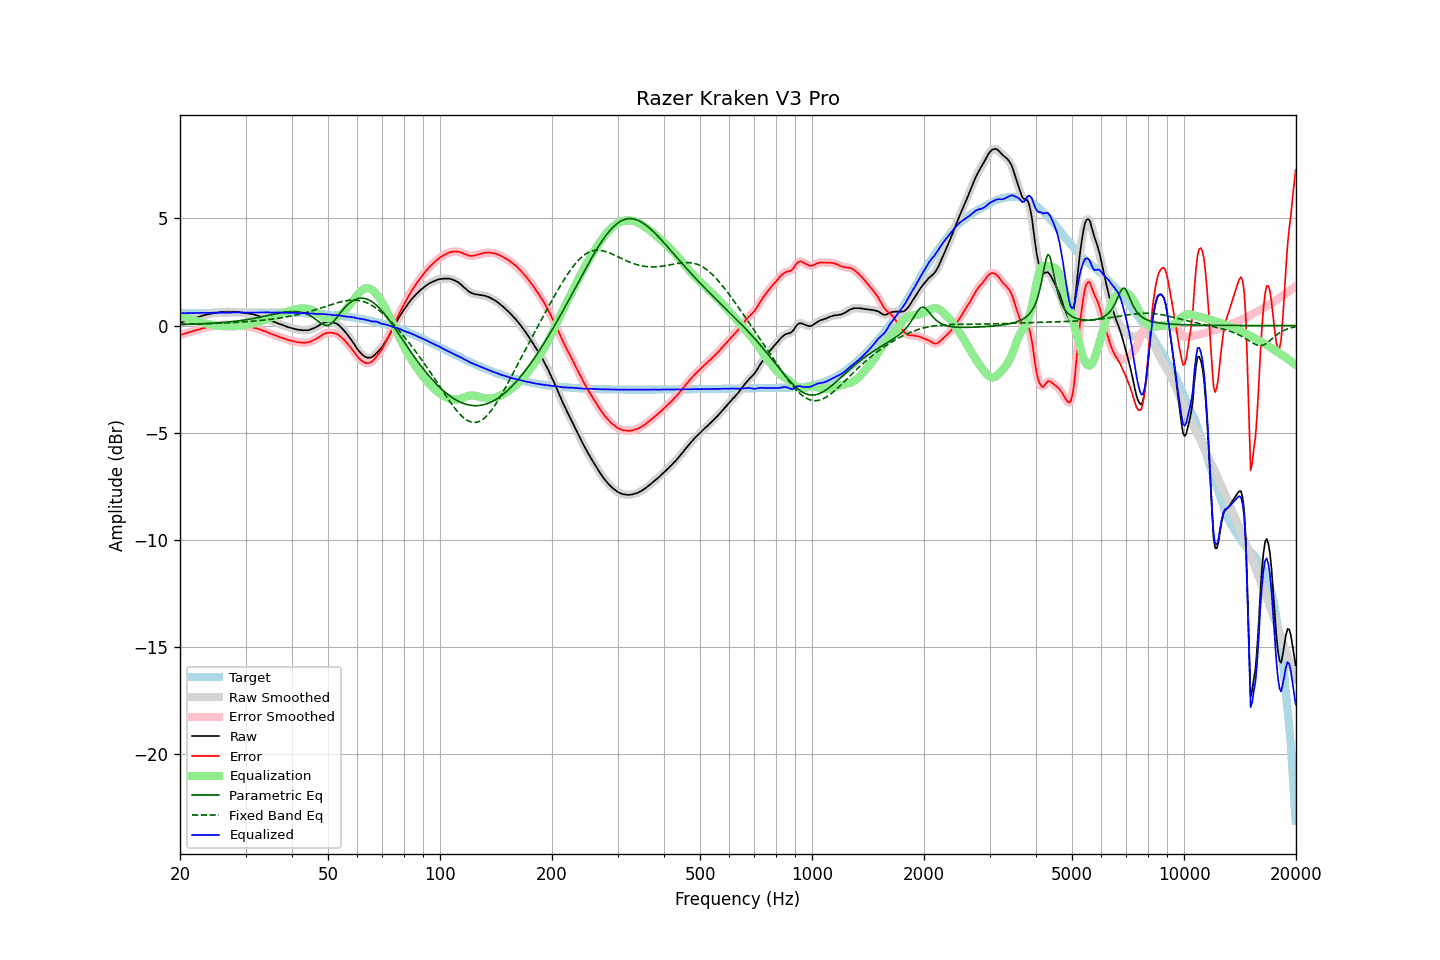 Razer Kraken V3 Pro
Amplitude (dBr)
5
0
−5
−10
−15
−20
Target
Raw Smoothed
Error Smoothed
Raw
Error
Equalization
Parametric Eq
Fixed Band Eq
Equalized
20 50 100 200 500 1000 2000 5000 10000 20000
Frequency (Hz)